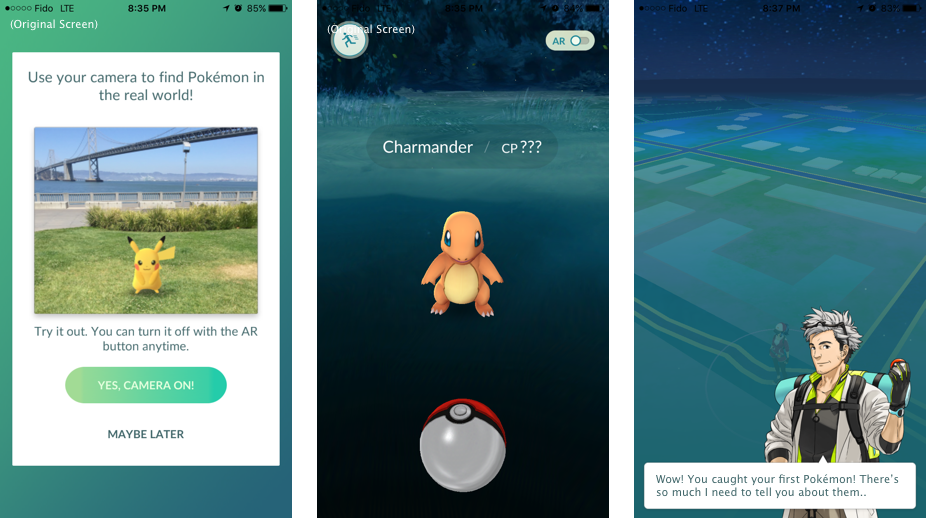 Fido LTE 8:35 PM 85%
(Original Screen)
Use your camera to find Pokémon in
the real world!
Try it out. You can turn it off with the AR
button anytime.
YES, CAMERA ON!
MAYBE LATER
(Original Screen)
AR
Charmander / CP ???
Fido LTE 8:37 PM 83%
Wow! You caught your first Pokémon! There's
so much I need to tell you about them..